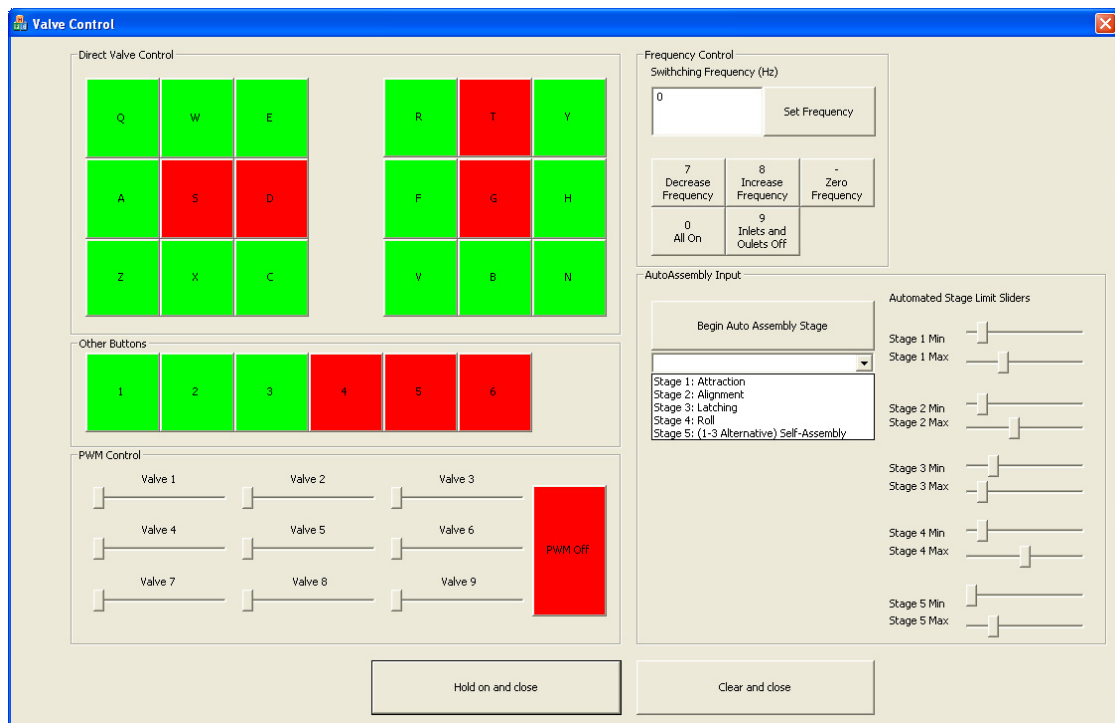 Valve Control
Direct Valve Control
Q W E
A S D
Z X C
R T Y
F G H
V B N
Other Buttons
1 2 3 4 5 6
PWM Control
Valve 1 Valve 2 Valve 3
Valve 4 Valve 5 Valve 6
Valve 7 Valve 8 Valve 9
PWM Off
Frequency Control
Swithching Frequency (Hz)
0
Set Frequency
7
Decrease
Frequency
8
Increase
Frequency
-
Zero
Frequency
0
All On
9
Inlets and
Oulets Off
AutoAssembly Input
Begin Auto Assembly Stage
Stage 1: Attraction
Stage 2: Alignment
Stage 3: Latching
Stage 4: Roll
Stage 5: (1-3 Alternative) Self-Assembly
Automated Stage Limit Sliders
Stage 1 Min
Stage 1 Max
Stage 2 Min
Stage 2 Max
Stage 3 Min
Stage 3 Max
Stage 4 Min
Stage 4 Max
Stage 5 Min
Stage 5 Max
Hold on and close
Clear and close